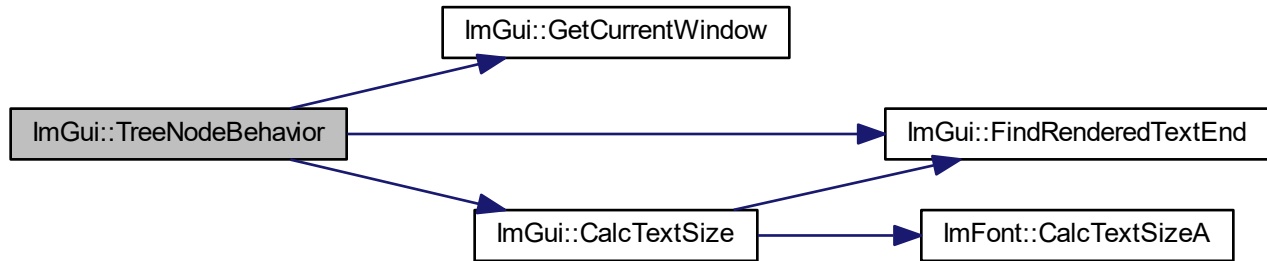 ImGui::GetCurrentWindow
ImGui::TreeNodeBehavior
ImGui::FindRenderedTextEnd
ImGui::CalcTextSize
ImFont::CalcTextSizeA